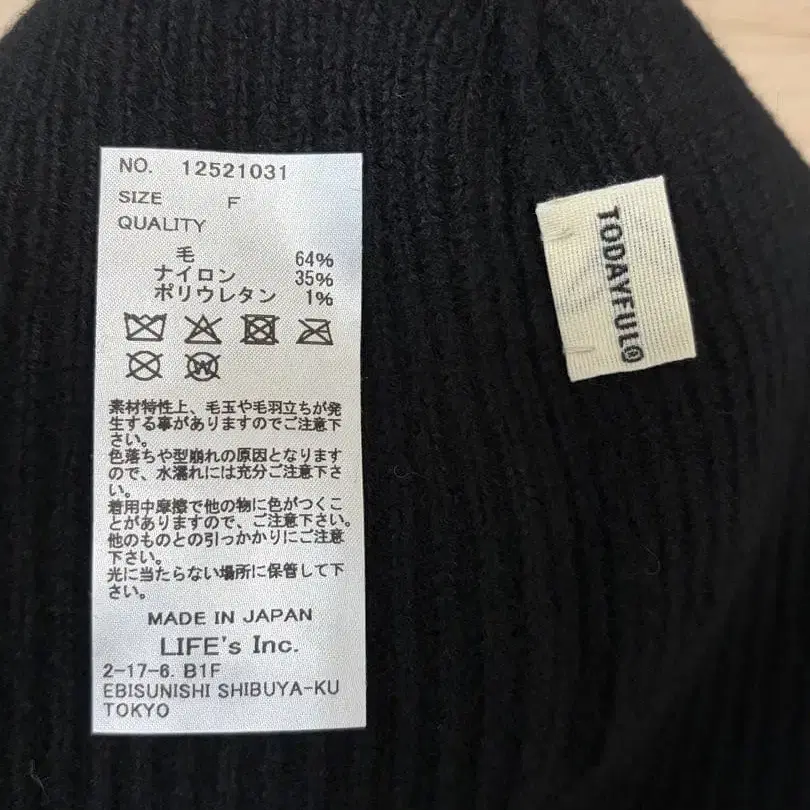 NO. 12521031
SIZE F
QUALITY
毛 64%
ナイロン 35%
ポリウレタン 1%
W
素材特性上、毛玉や毛羽立ちが発
生する事がありますのでご注意下
さい。
色落ちや型崩れの原因となります
ので、水濡れには充分ご注意下さ
い。
着用中摩擦で他の物に色がつくこ
とがありますので、ご注意下さい。
他のものとの引っかかりにご注意
下さい。
光に当たらない場所に保管して下
さい。
MADE IN JAPAN
LIFE's Inc.
2-17-6. B1F
EBISUNISHI SHIBUYA-KU
TOKYO
TODAYFUL®